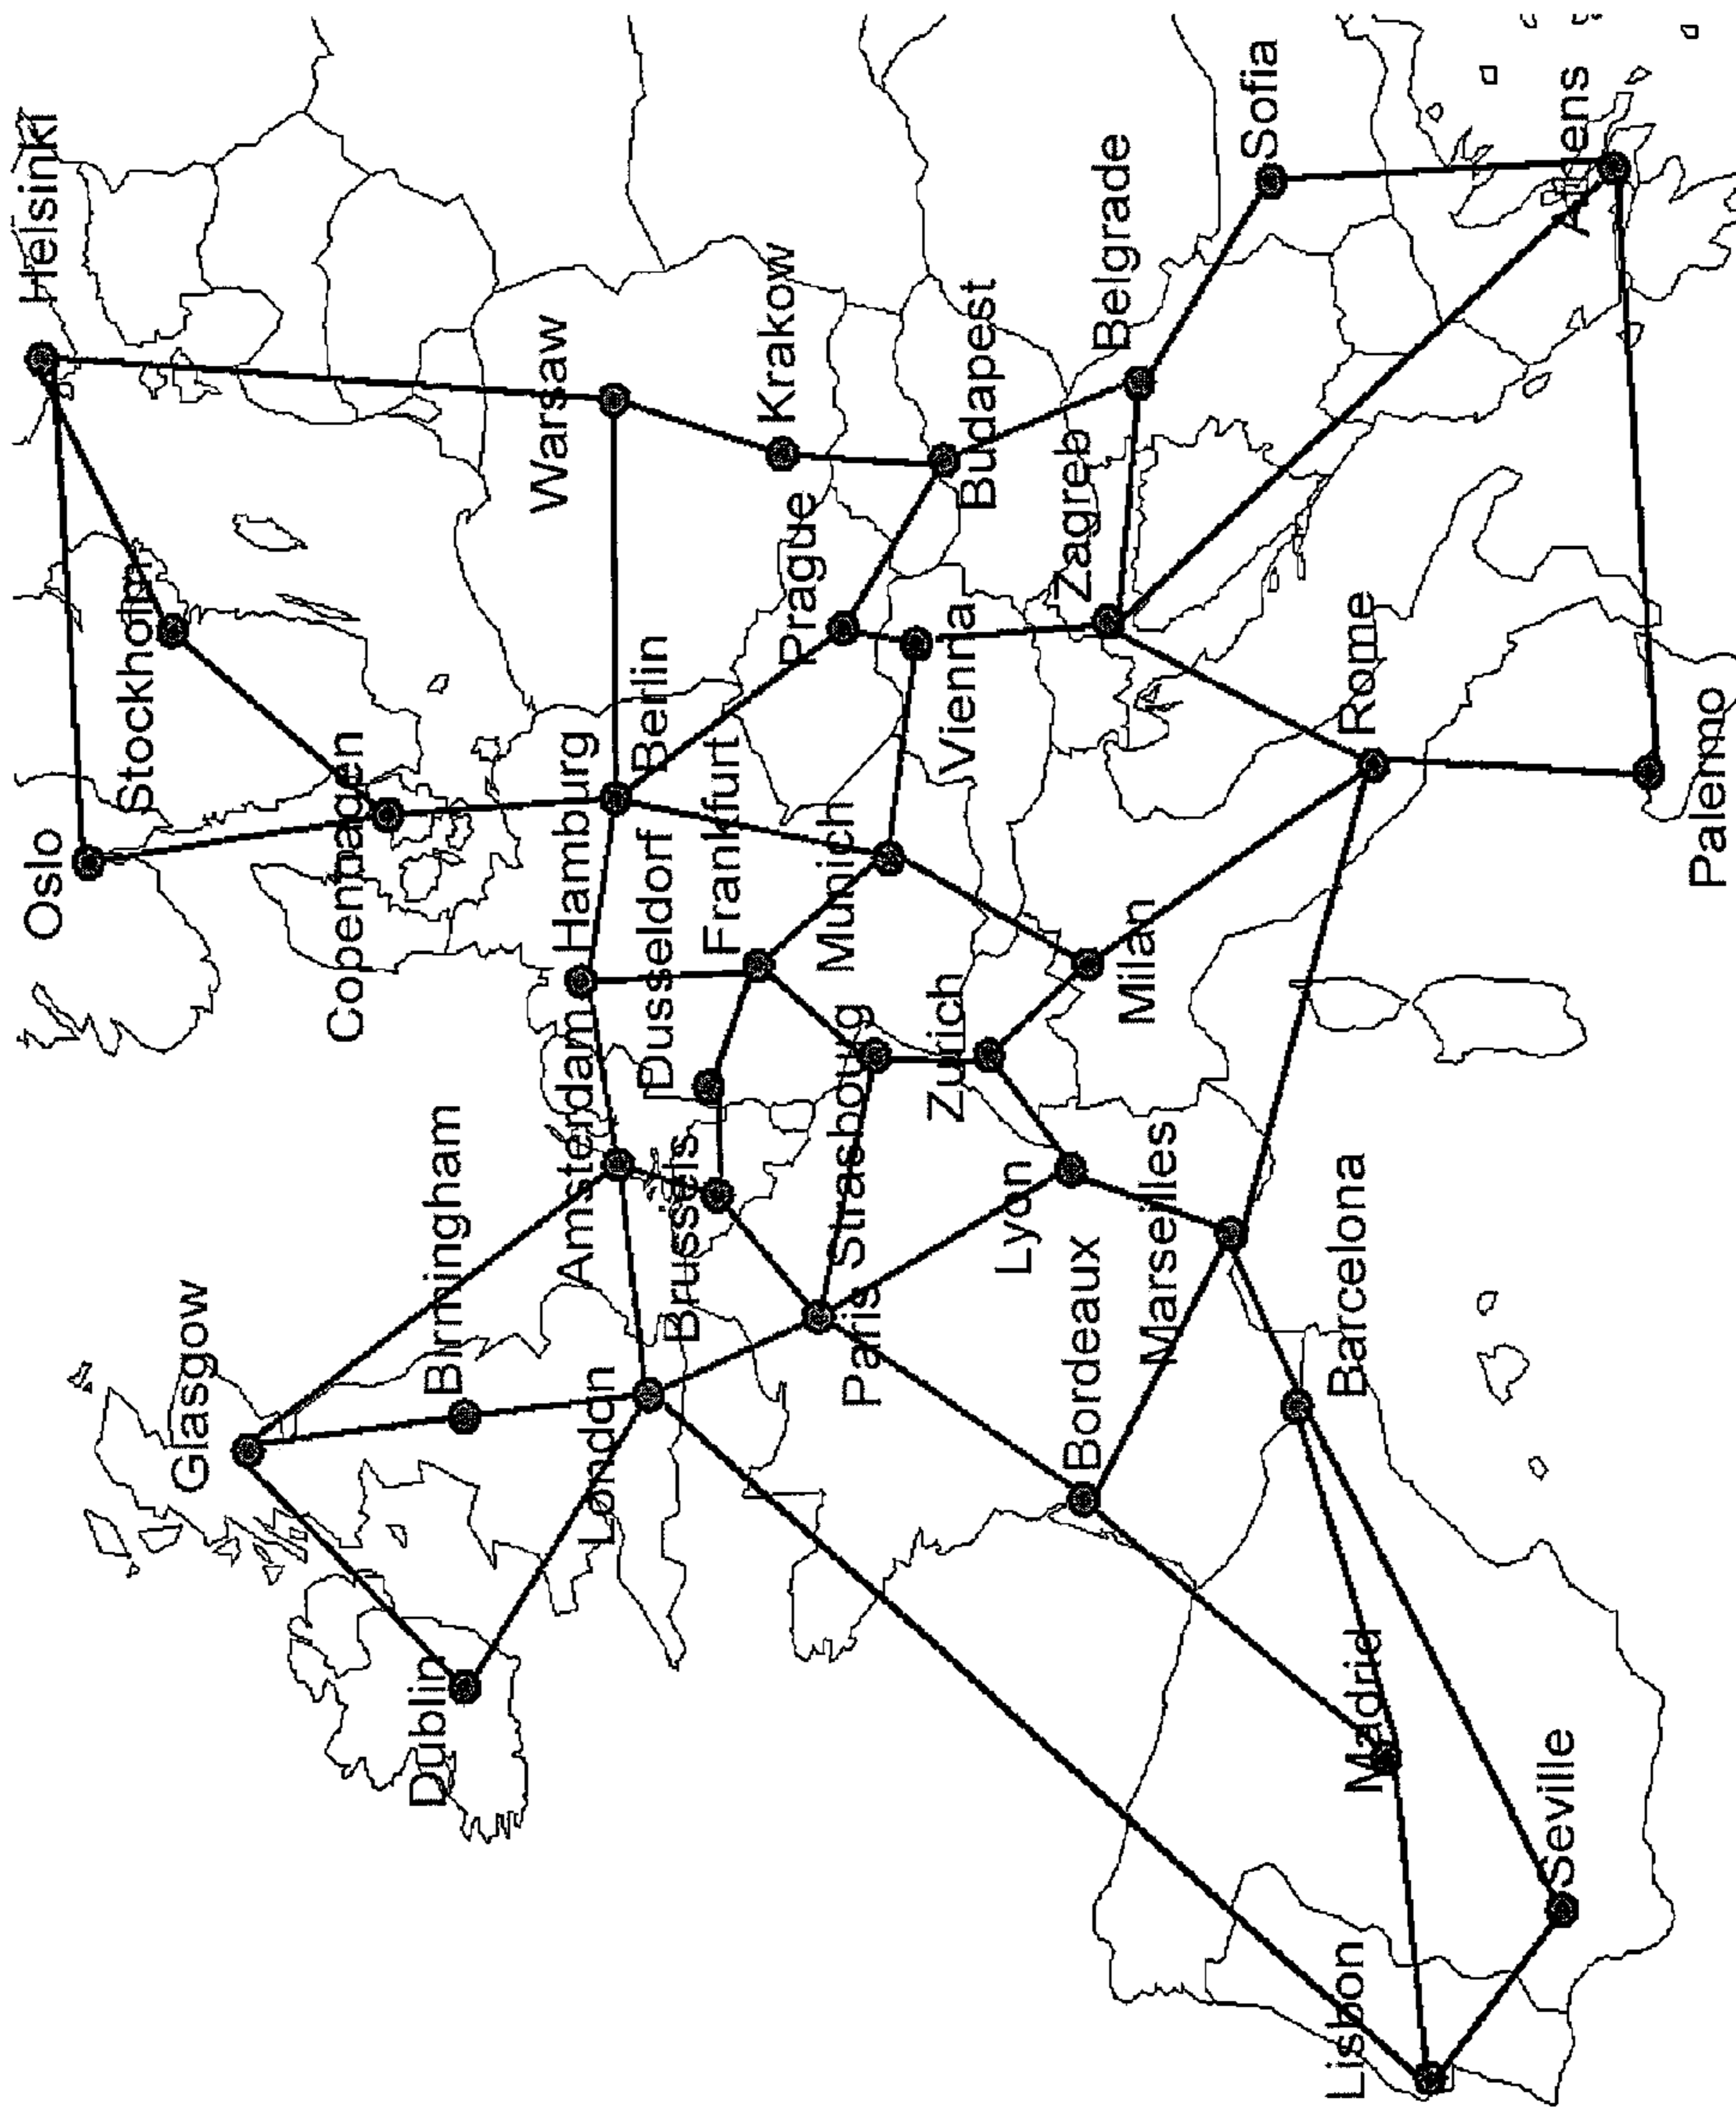 Helsinki
Oslo
Stockholm
Copenhagen
Glasgow
Birmingham
Dublin
Warsaw
Hamburg
Berlin
Amsterdam
Dusseldorf
Frankfurt
London
Brussels
Krakow
Prague
Munich
Strasbourg
Paris
Budapest
Vienna
Zurich
Lyon
Belgrade
Zagreb
Milan
Marseilles
Bordeaux
Sofia
Rome
Barcelona
Madrid
Lisbon
Athens
Seville
Palermo